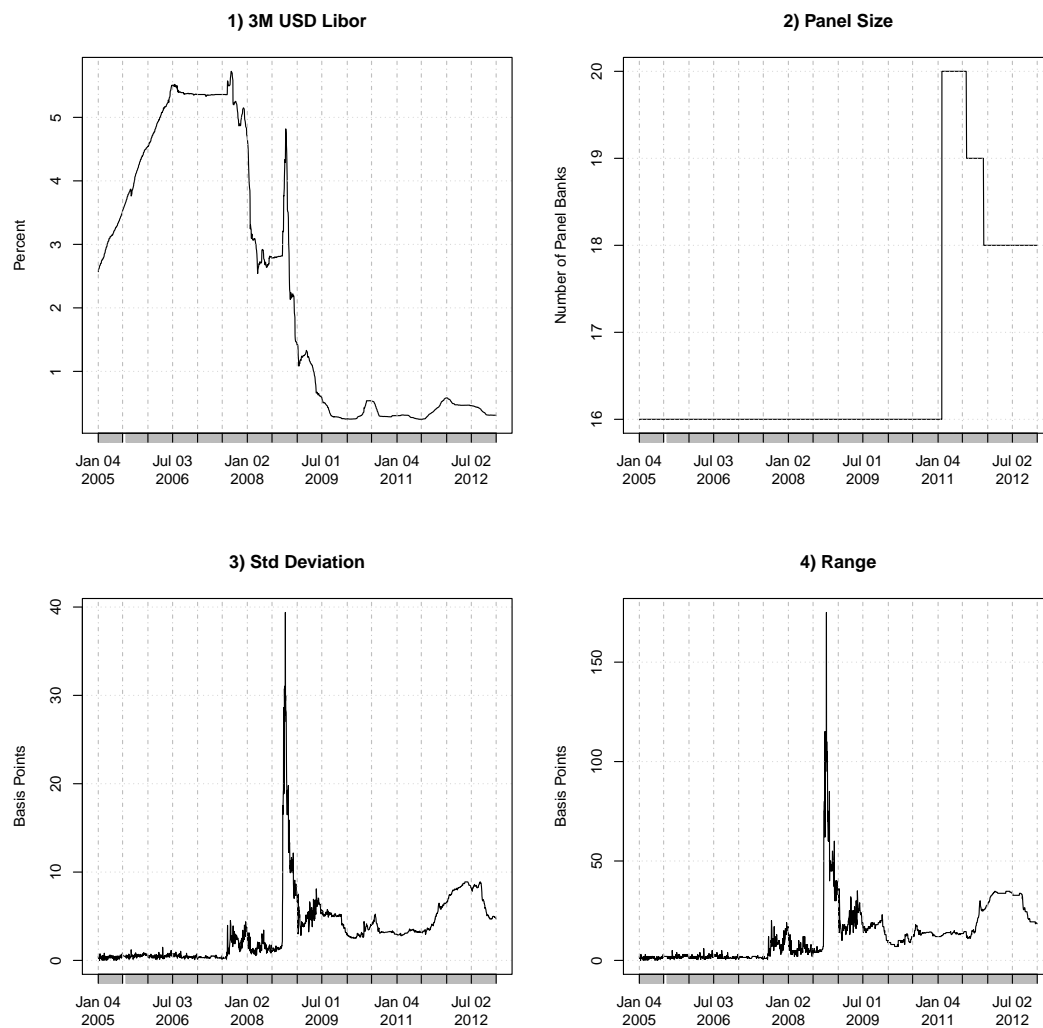 1) 3M USD Libor
Percent
1 2 3 4 5
Jan 04 Jul 03 Jan 02 Jul 01 Jan 04 Jul 02
2005 2006 2008 2009 2011 2012
2) Panel Size
Number of Panel Banks
16 17 18 19 20
Jan 04 Jul 03 Jan 02 Jul 01 Jan 04 Jul 02
2005 2006 2008 2009 2011 2012
3) Std Deviation
Basis Points
0 10 20 30 40
Jan 04 Jul 03 Jan 02 Jul 01 Jan 04 Jul 02
2005 2006 2008 2009 2011 2012
4) Range
Basis Points
0 50 100 150
Jan 04 Jul 03 Jan 02 Jul 01 Jan 04 Jul 02
2005 2006 2008 2009 2011 2012